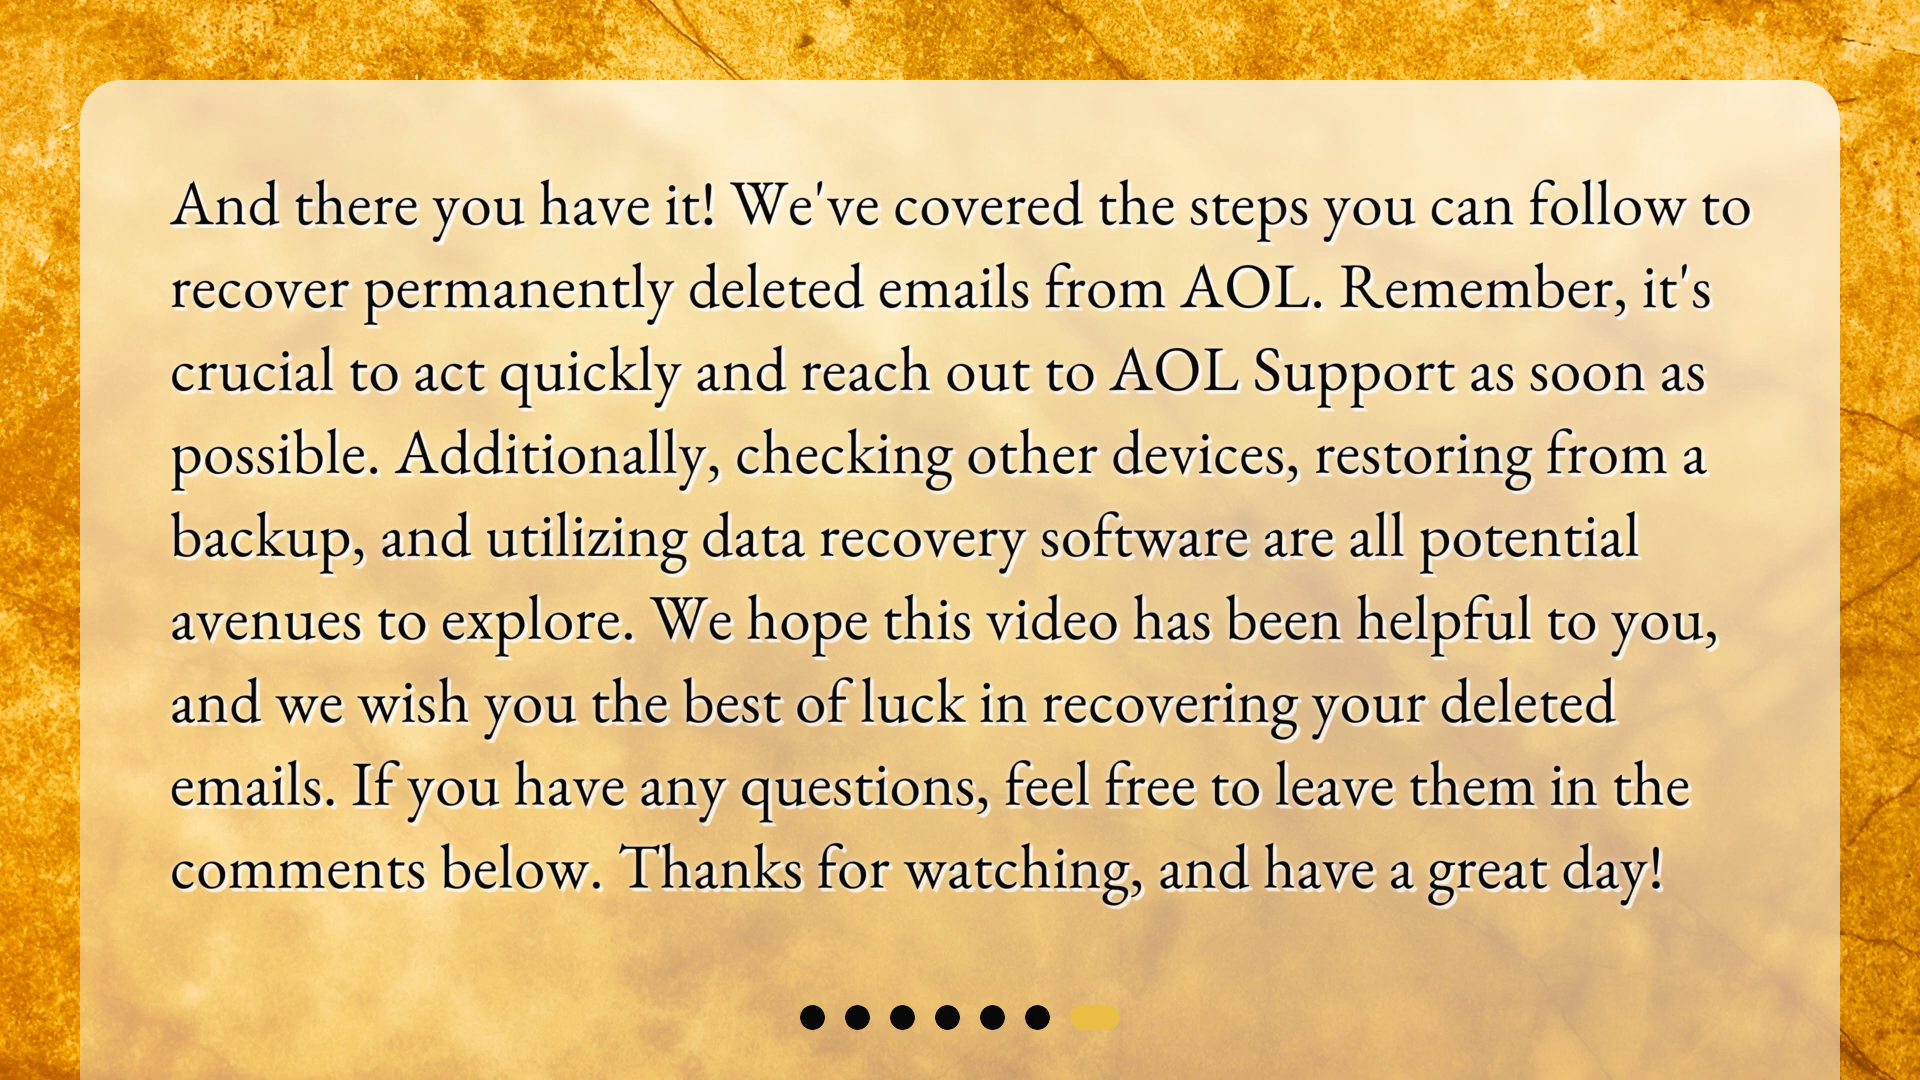 And there you have it! We've covered the steps you can follow to
recover permanently deleted emails from AOL. Remember, it's
crucial to act quickly and reach out to AOL Support as soon as
possible. Additionally, checking other devices, restoring from a
backup, and utilizing data recovery software are all potential
avenues to explore. We hope this video has been helpful to you,
and we wish you the best of luck in recovering your deleted
emails. If you have any questions, feel free to leave them in the
comments below. Thanks for watching, and have a great day!